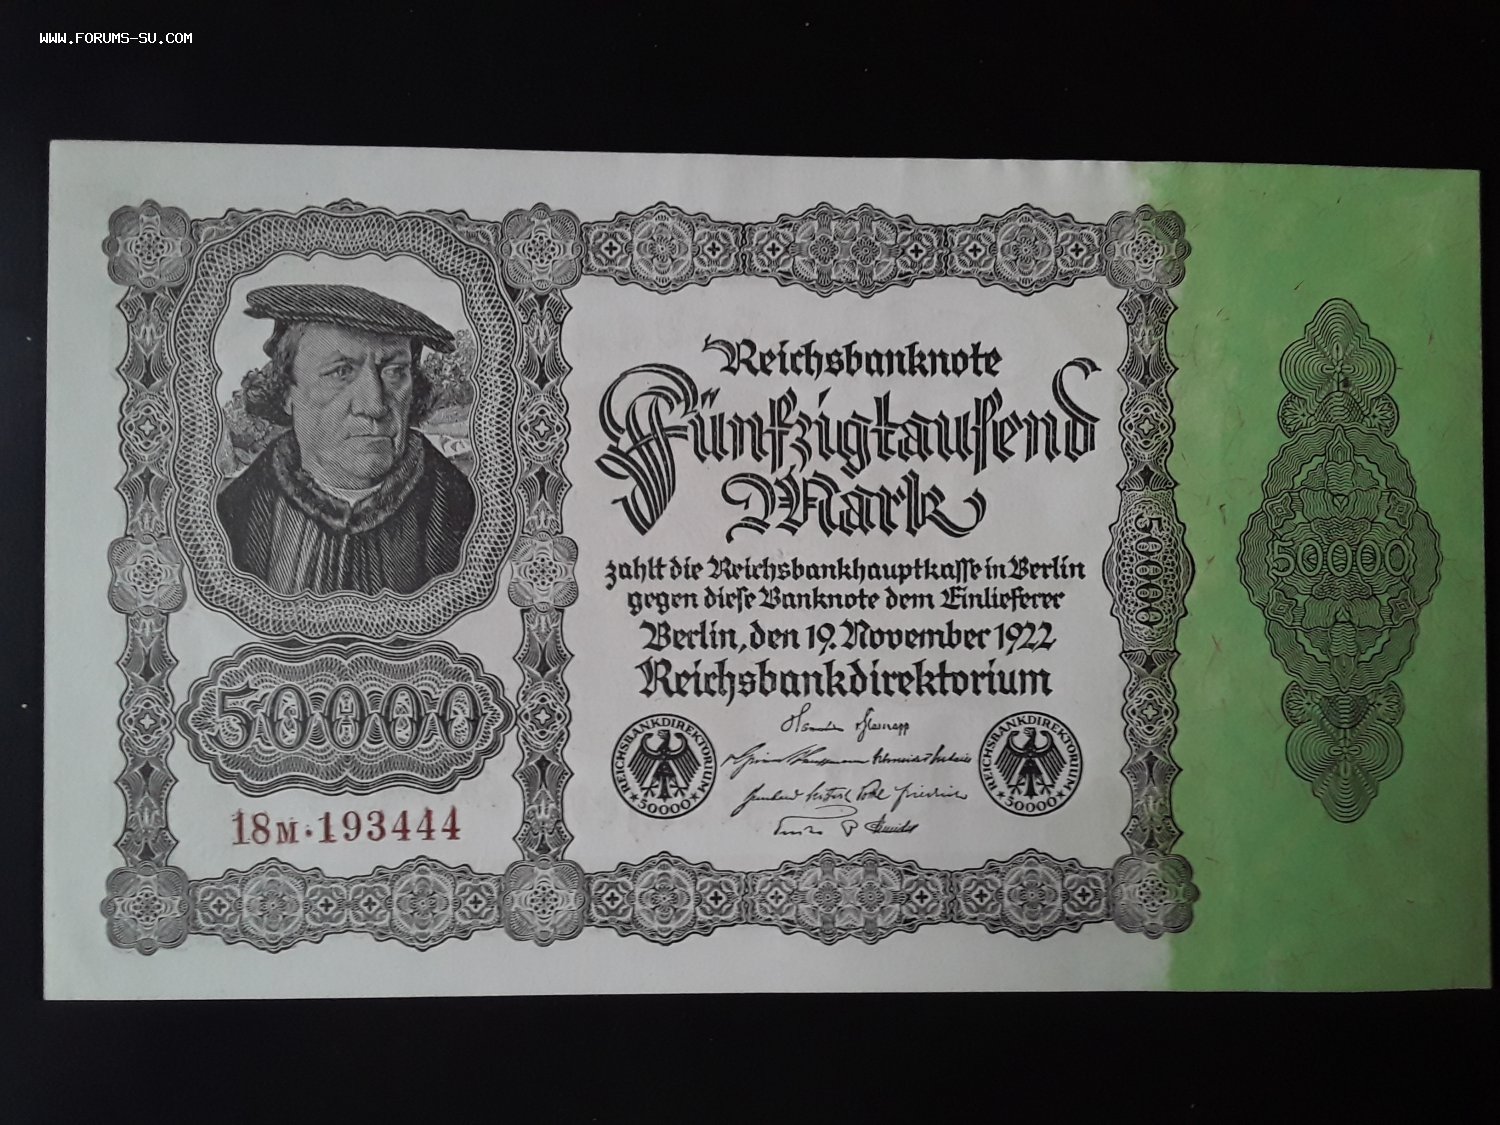 WWW.FORUMS-SU.COM
Reichsbanknote
Fünfzigtausend
Mark
zahlt die Reichsbankhauptkasse in Berlin
gegen diese Banknote dem Einlieferer
Berlin, den 19. November 1922
Reichsbankdirektorium
50000
18M·193444
REICHSBANKDIREKTORIUM
50000
REICHSBANKDIREKTORIUM
50000
50000
50000